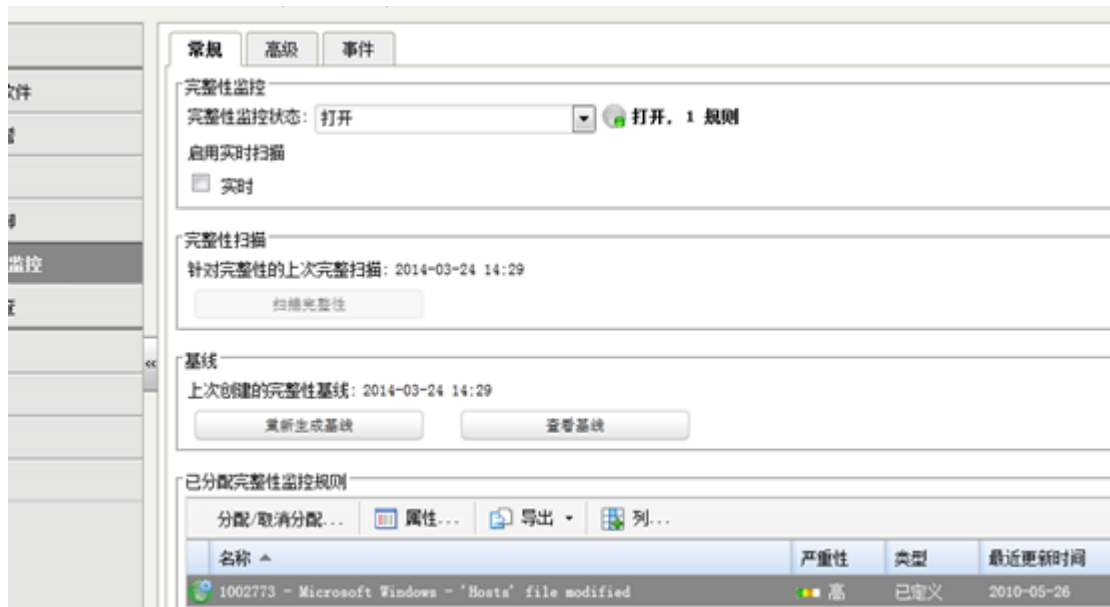 常规 高级 事件
完整性监控
完整性监控状态: 打开 打开, 1 规则
启用实时扫描
实时
完整性扫描
针对完整性的上次完整扫描: 2014-03-24 14:29
扫描完整性
监控
基线
上次创建的完整性基线: 2014-03-24 14:29
重新生成基线 查看基线
已分配完整性监控规则
分配/取消分配... 属性... 导出 列...
名称 严重性 类型 最近更新时间
1002773 - Microsoft Windows - 'Hosts' file modified 高 已定义 2010-05-26